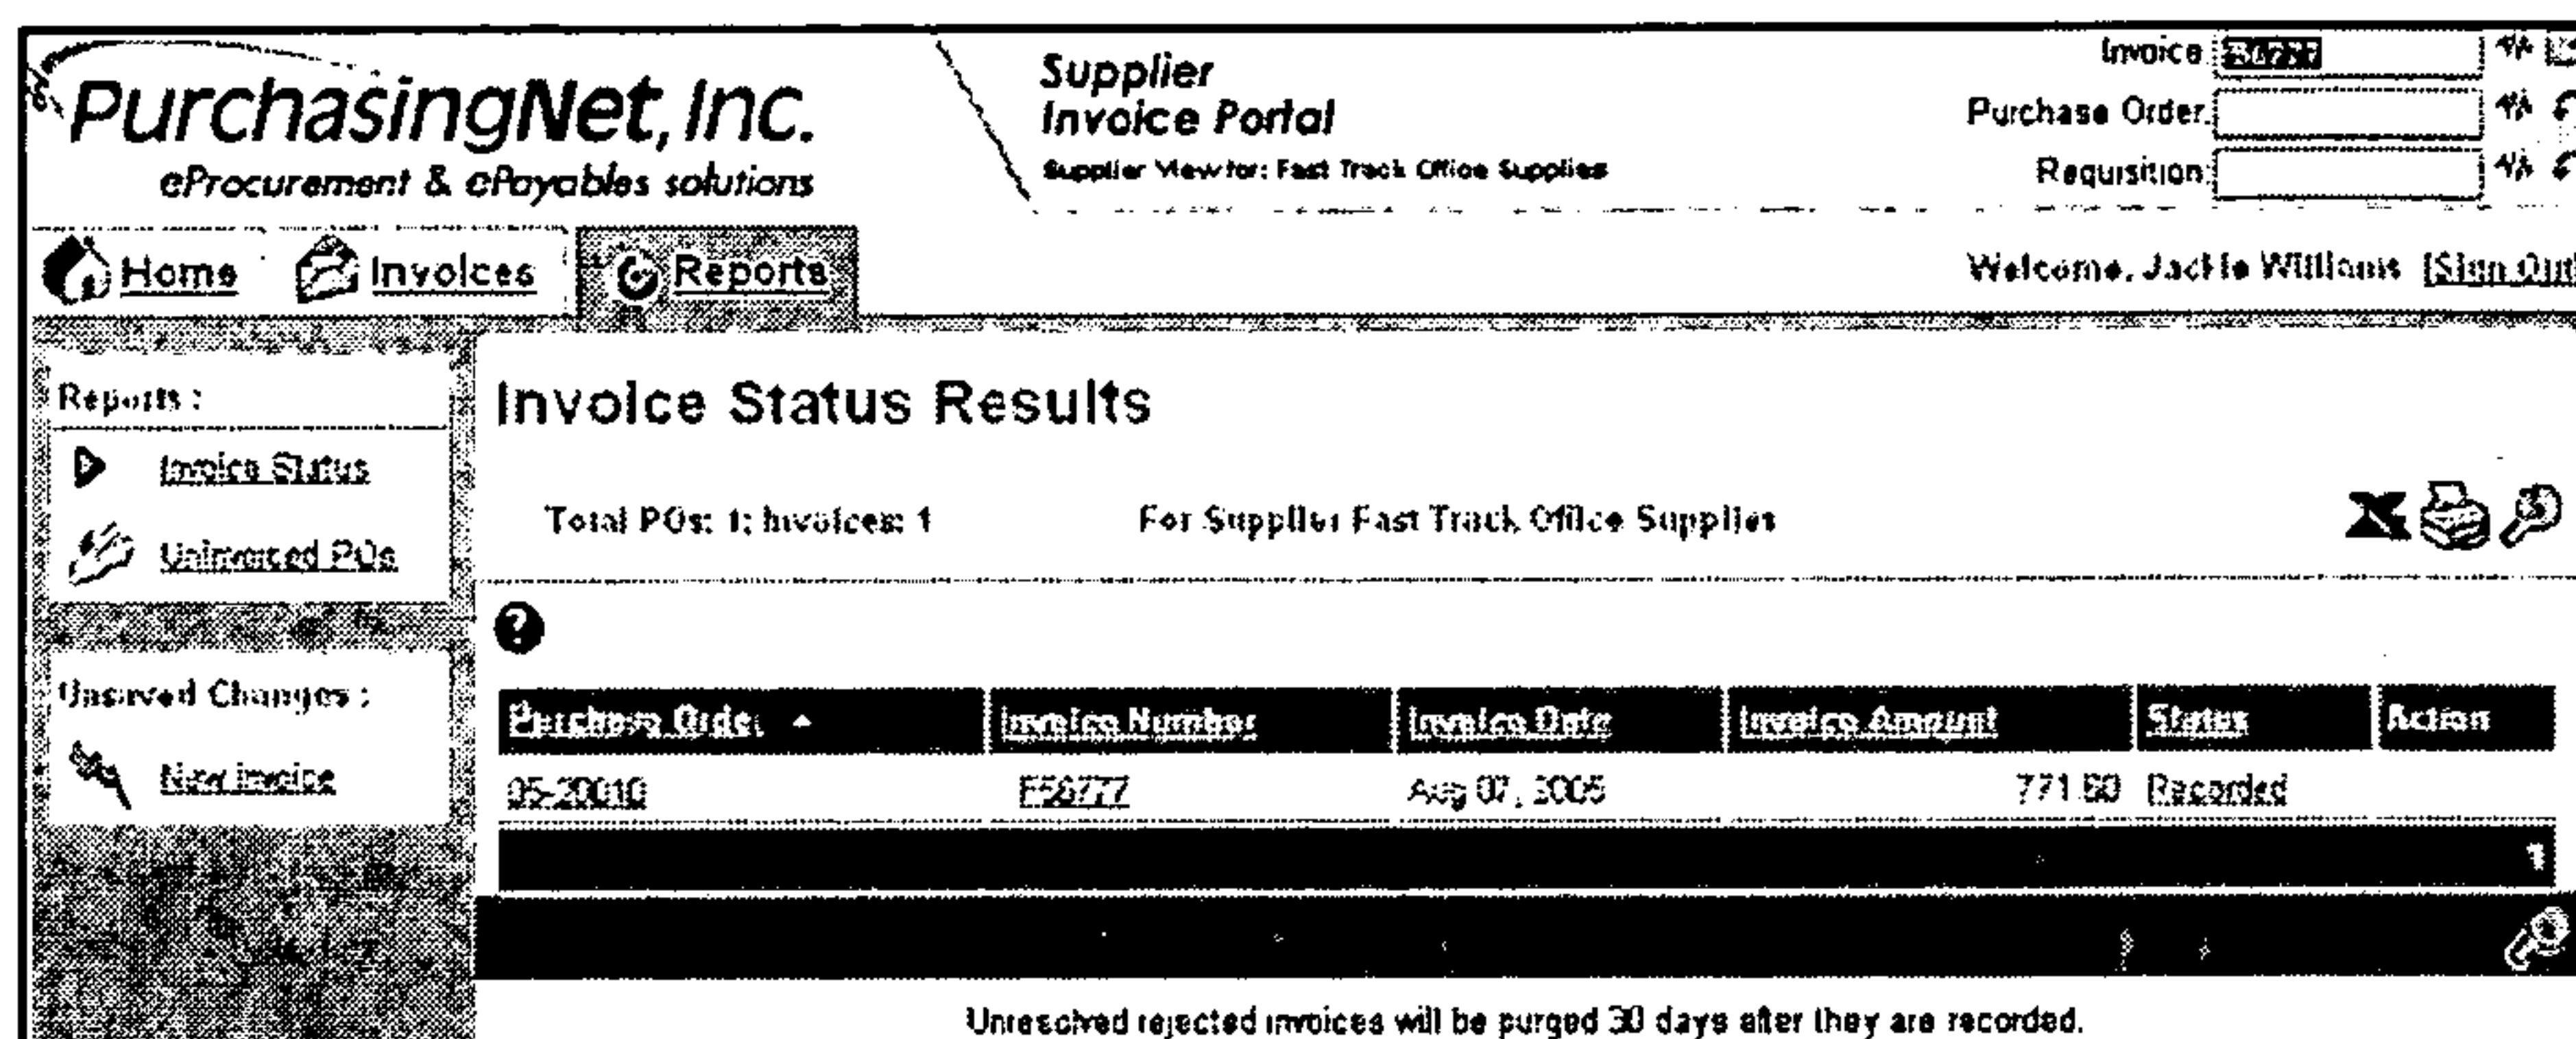 PurchasingNet, Inc.
eProcurement & ePayables solutions
Supplier
Invoice Portal
Supplier View for: Fast Track Office Supplies
Invoice:
Purchase Order:
Requisition:
Home Invoices Reports
Welcome, Jackie Williams [Sign Out]
Reports :
Invoice Status
Uninvoiced POs
Unsaved Changes :
New Invoice
Invoice Status Results
Total POs: 1; Invoices: 1 For Supplier Fast Track Office Supplies
Purchase Order Invoice Number Invoice Date Invoice Amount Status Action
05-20010 Aug 07, 2005 Recorded
1
Unresolved rejected invoices will be purged 30 days after they are recorded.